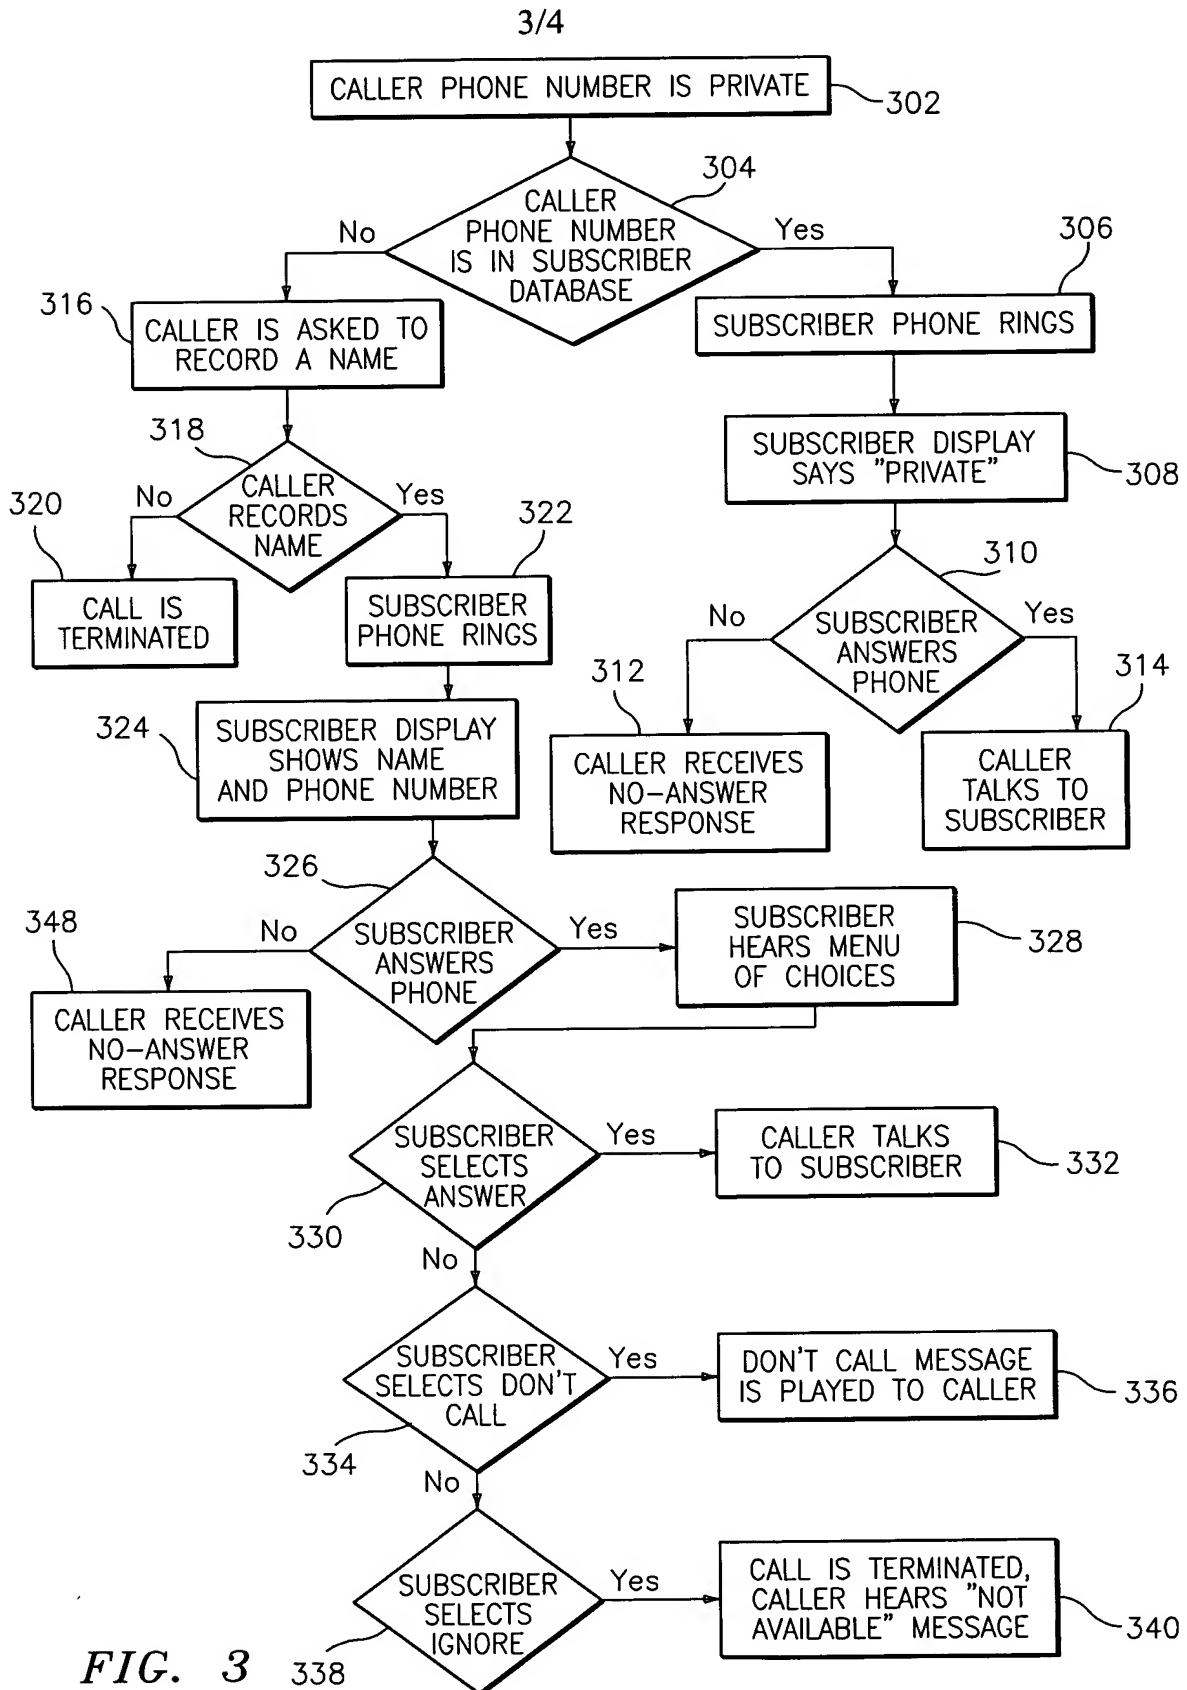 3/4
CALLER PHONE NUMBER IS PRIVATE
302
304
CALLER
PHONE NUMBER
IS IN SUBSCRIBER
DATABASE
No
Yes
306
316
CALLER IS ASKED TO
RECORD A NAME
SUBSCRIBER PHONE RINGS
318
CALLER
RECORDS
NAME
No
Yes
SUBSCRIBER DISPLAY
SAYS "PRIVATE"
308
320
322
CALL IS
TERMINATED
SUBSCRIBER
PHONE RINGS
310
SUBSCRIBER
ANSWERS
PHONE
No
Yes
312
314
324
SUBSCRIBER DISPLAY
SHOWS NAME
AND PHONE NUMBER
CALLER RECEIVES
NO-ANSWER
RESPONSE
CALLER
TALKS TO
SUBSCRIBER
326
348
No
SUBSCRIBER
ANSWERS
PHONE
Yes
SUBSCRIBER
HEARS MENU
OF CHOICES
328
CALLER RECEIVES
NO-ANSWER
RESPONSE
SUBSCRIBER
SELECTS
ANSWER
Yes
CALLER TALKS
TO SUBSCRIBER
332
330
No
SUBSCRIBER
SELECTS DON'T
CALL
Yes
DON'T CALL MESSAGE
IS PLAYED TO CALLER
336
334
No
SUBSCRIBER
SELECTS
IGNORE
Yes
CALL IS TERMINATED,
CALLER HEARS "NOT
AVAILABLE" MESSAGE
340
338
FIG. 3